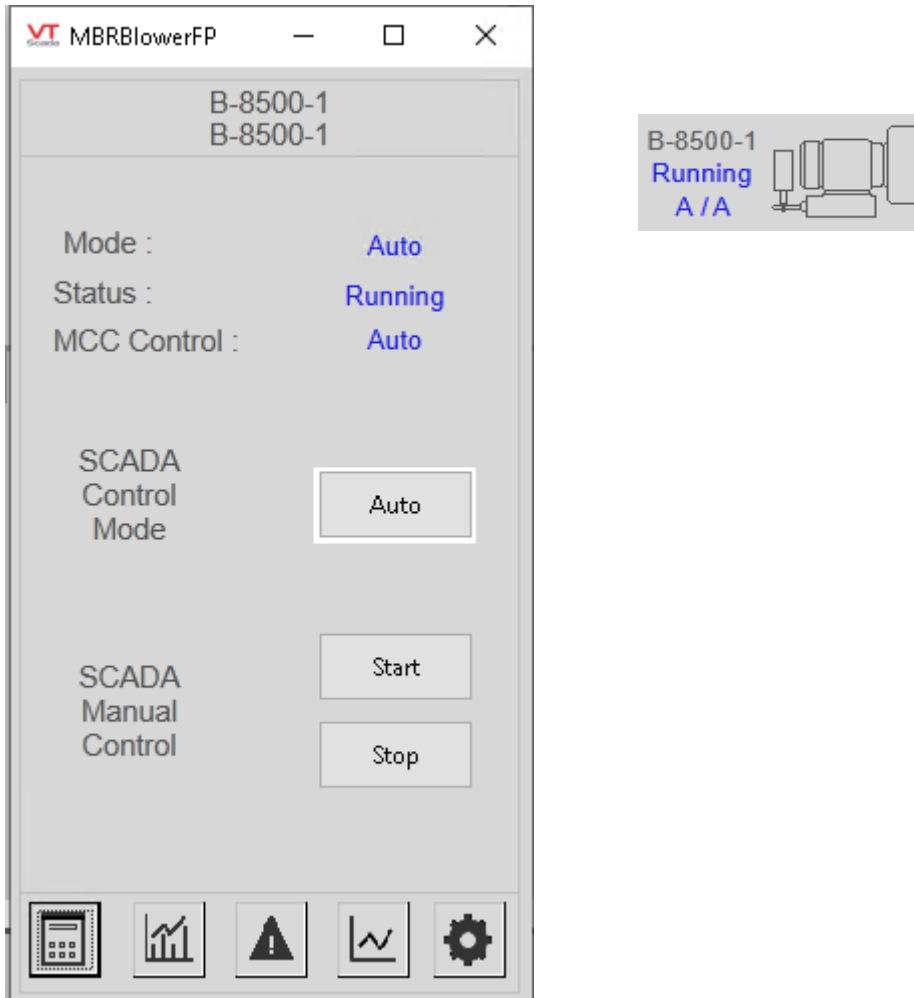 VTScada MBRBlowerFP
B-8500-1
B-8500-1
Mode : Auto
Status : Running
MCC Control : Auto
SCADA
Control
Mode
Auto
SCADA
Manual
Control
Start
Stop
B-8500-1
Running
A / A